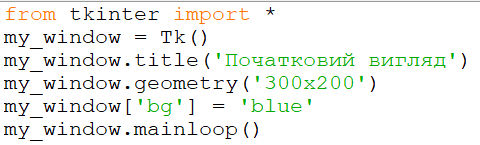 from tkinter import *
my_window = Tk()
my_window.title('Початковий вигляд')
my_window.geometry('300x200')
my_window['bg'] = 'blue'
my_window.mainloop()